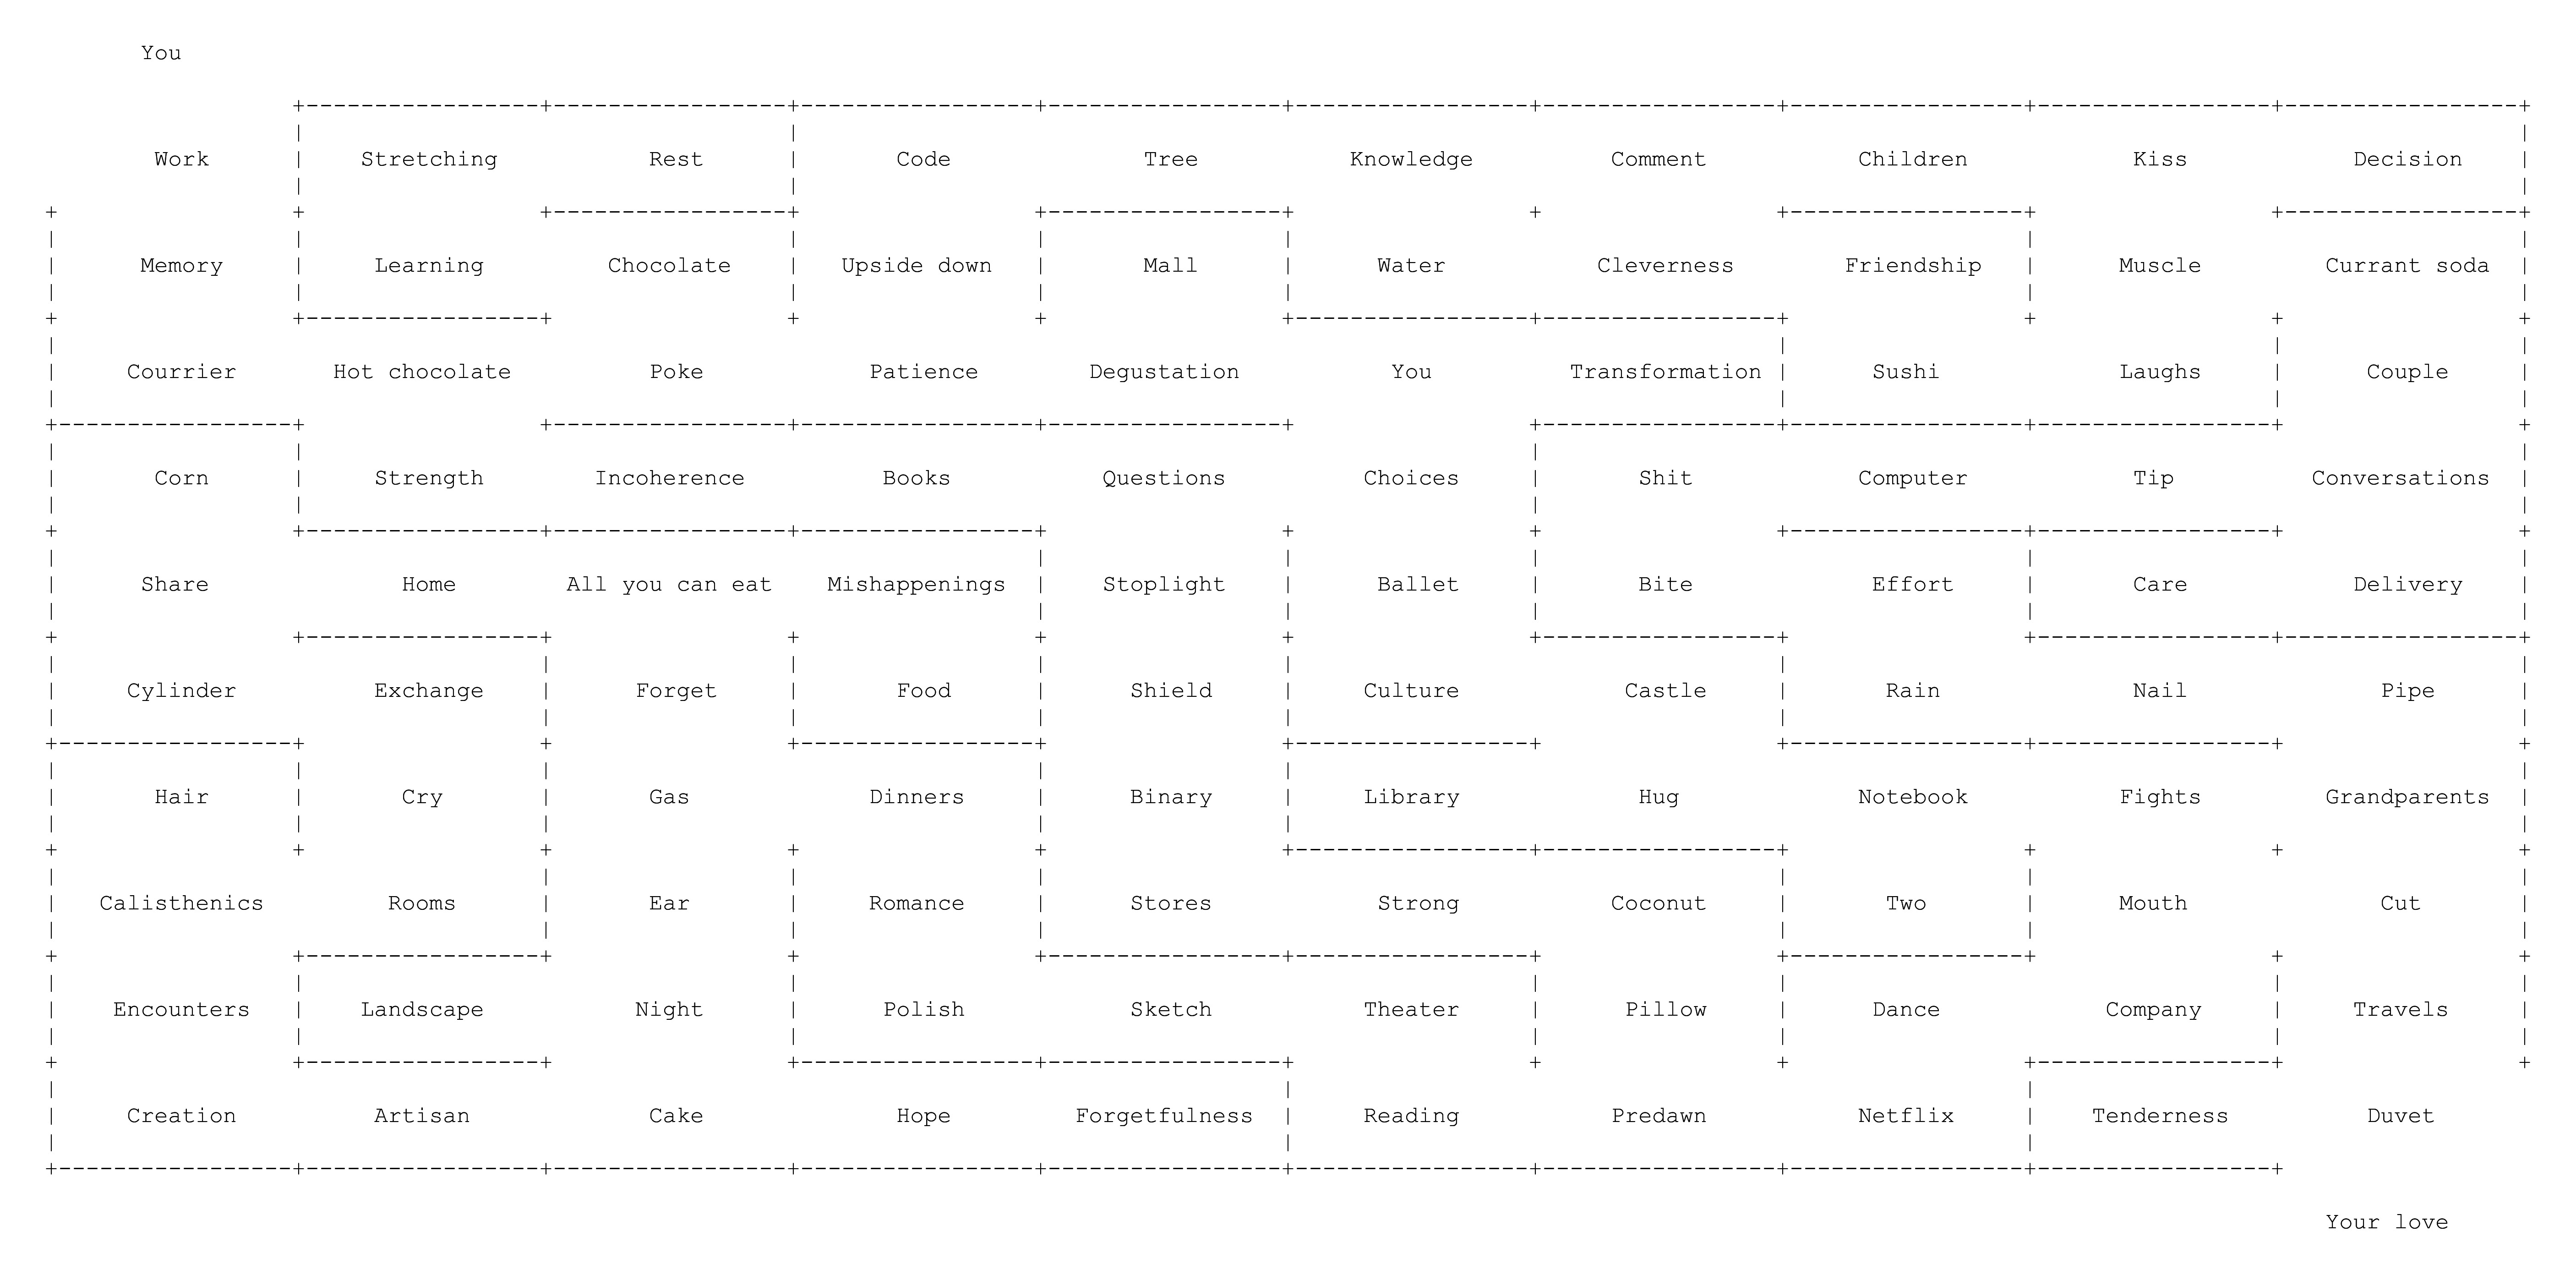 You
Work Stretching Rest Code Tree Knowledge Comment Children Kiss Decision
Memory Learning Chocolate Upside down Mall Water Cleverness Friendship Muscle Currant soda
Courrier Hot chocolate Poke Patience Degustation You Transformation Sushi Laughs Couple
Corn Strength Incoherence Books Questions Choices Shit Computer Tip Conversations
Share Home All you can eat Mishappenings Stoplight Ballet Bite Effort Care Delivery
Cylinder Exchange Forget Food Shield Culture Castle Rain Nail Pipe
Hair Cry Gas Dinners Binary Library Hug Notebook Fights Grandparents
Calisthenics Rooms Ear Romance Stores Strong Coconut Two Mouth Cut
Encounters Landscape Night Polish Sketch Theater Pillow Dance Company Travels
Creation Artisan Cake Hope Forgetfulness Reading Predawn Netflix Tenderness Duvet
Your love